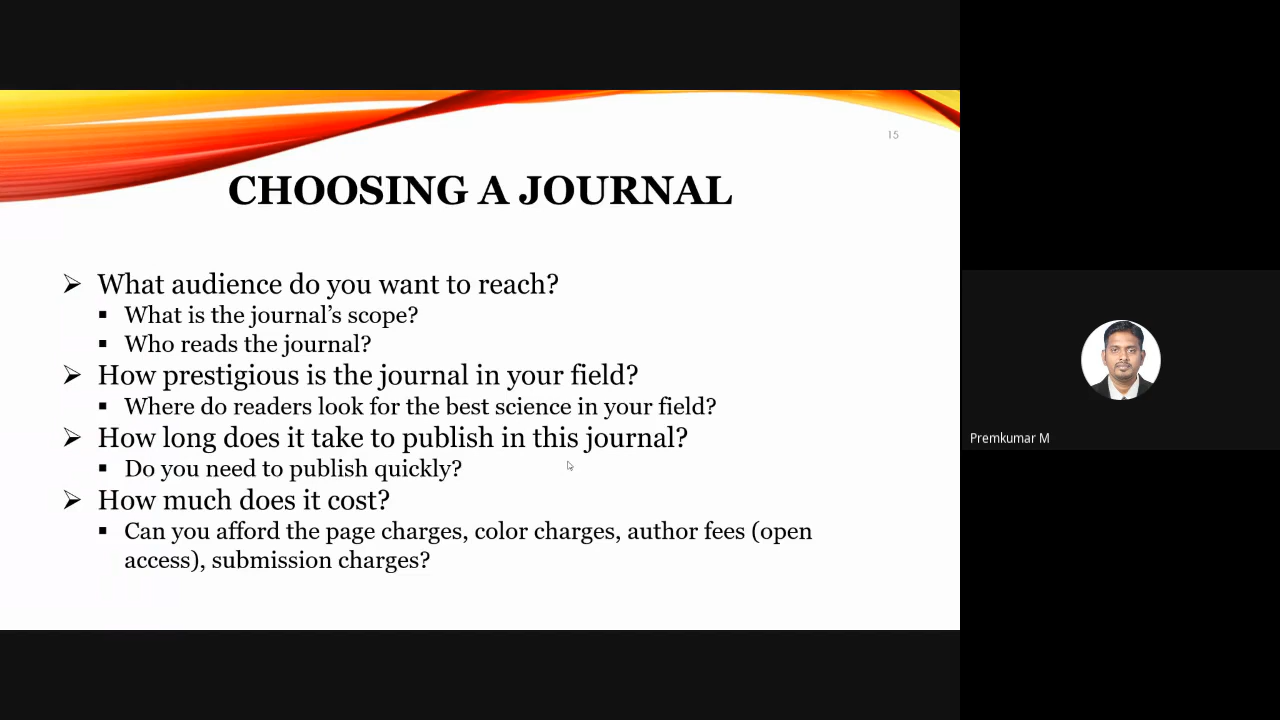 15
CHOOSING A JOURNAL
➢ What audience do you want to reach?
▪ What is the journal’s scope?
▪ Who reads the journal?
➢ How prestigious is the journal in your field?
▪ Where do readers look for the best science in your field?
➢ How long does it take to publish in this journal?
▪ Do you need to publish quickly?
➢ How much does it cost?
▪ Can you afford the page charges, color charges, author fees (open
access), submission charges?
Premkumar M